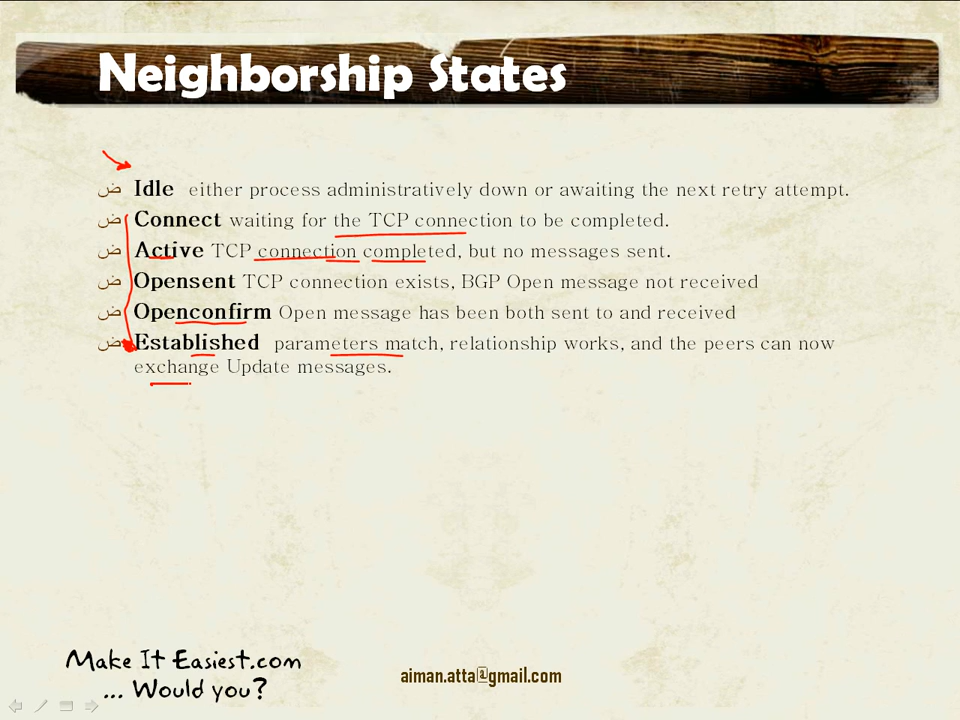 Neighborship States
ض Idle either process administratively down or awaiting the next retry attempt.
ض Connect waiting for the TCP connection to be completed.
ض Active TCP connection completed, but no messages sent.
ض Opensent TCP connection exists, BGP Open message not received
ض Openconfirm Open message has been both sent to and received
ض Established parameters match, relationship works, and the peers can now
exchange Update messages.
Make It Easiest.com
... Would you?
aiman.atta@gmail.com